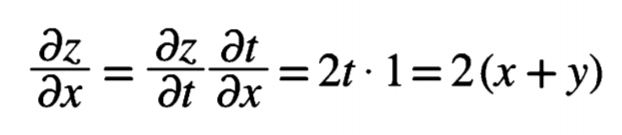 ∂z/∂x = ∂z/∂t ∂t/∂x = 2t · 1 = 2(x + y)